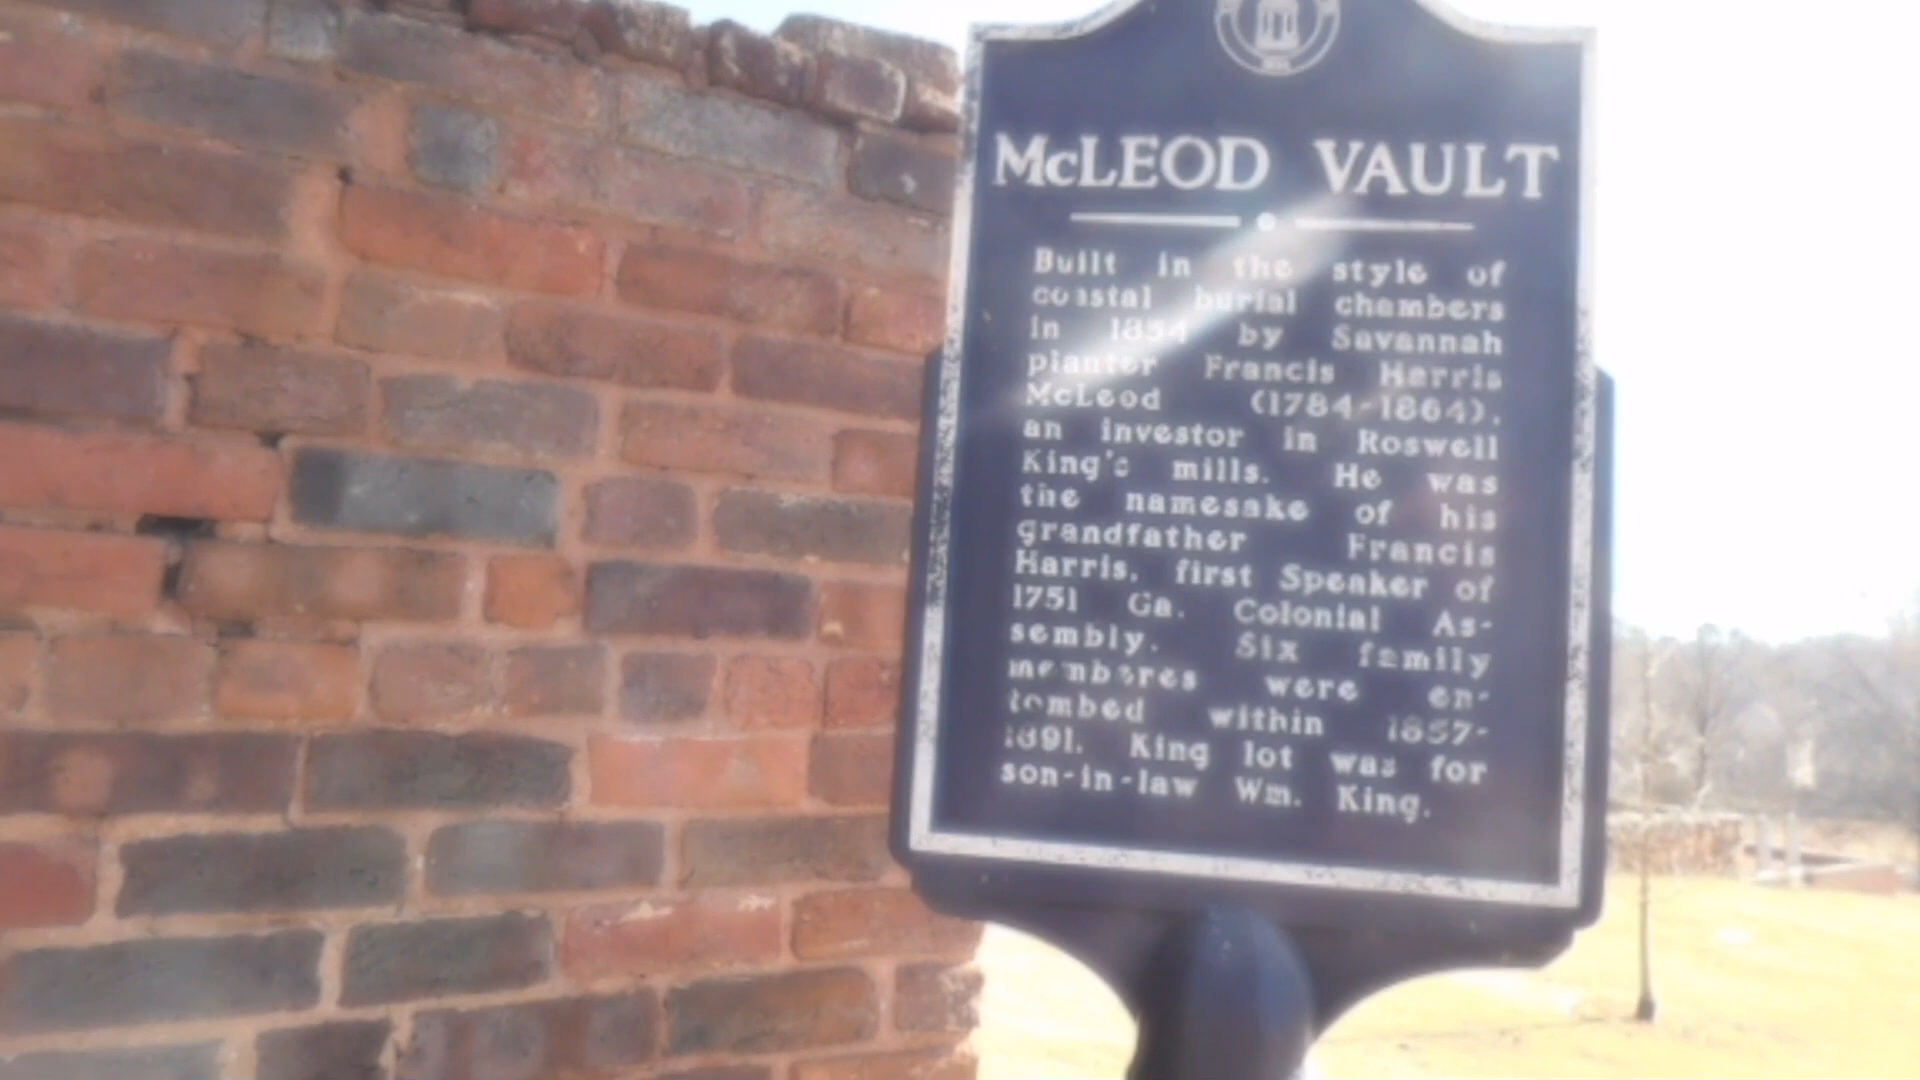 McLEOD VAULT
Built in the style of
coastal burial chambers
in 1854 by Savannah
planter Francis Harris
McLeod (1784-1864),
an investor in Roswell
King's mills. He was
the namesake of his
grandfather Francis
Harris, first Speaker of
1751 Ga. Colonial As-
sembly. Six family
memberes were en-
tombed within 1857-
1891. King lot was for
son-in-law Wm. King.